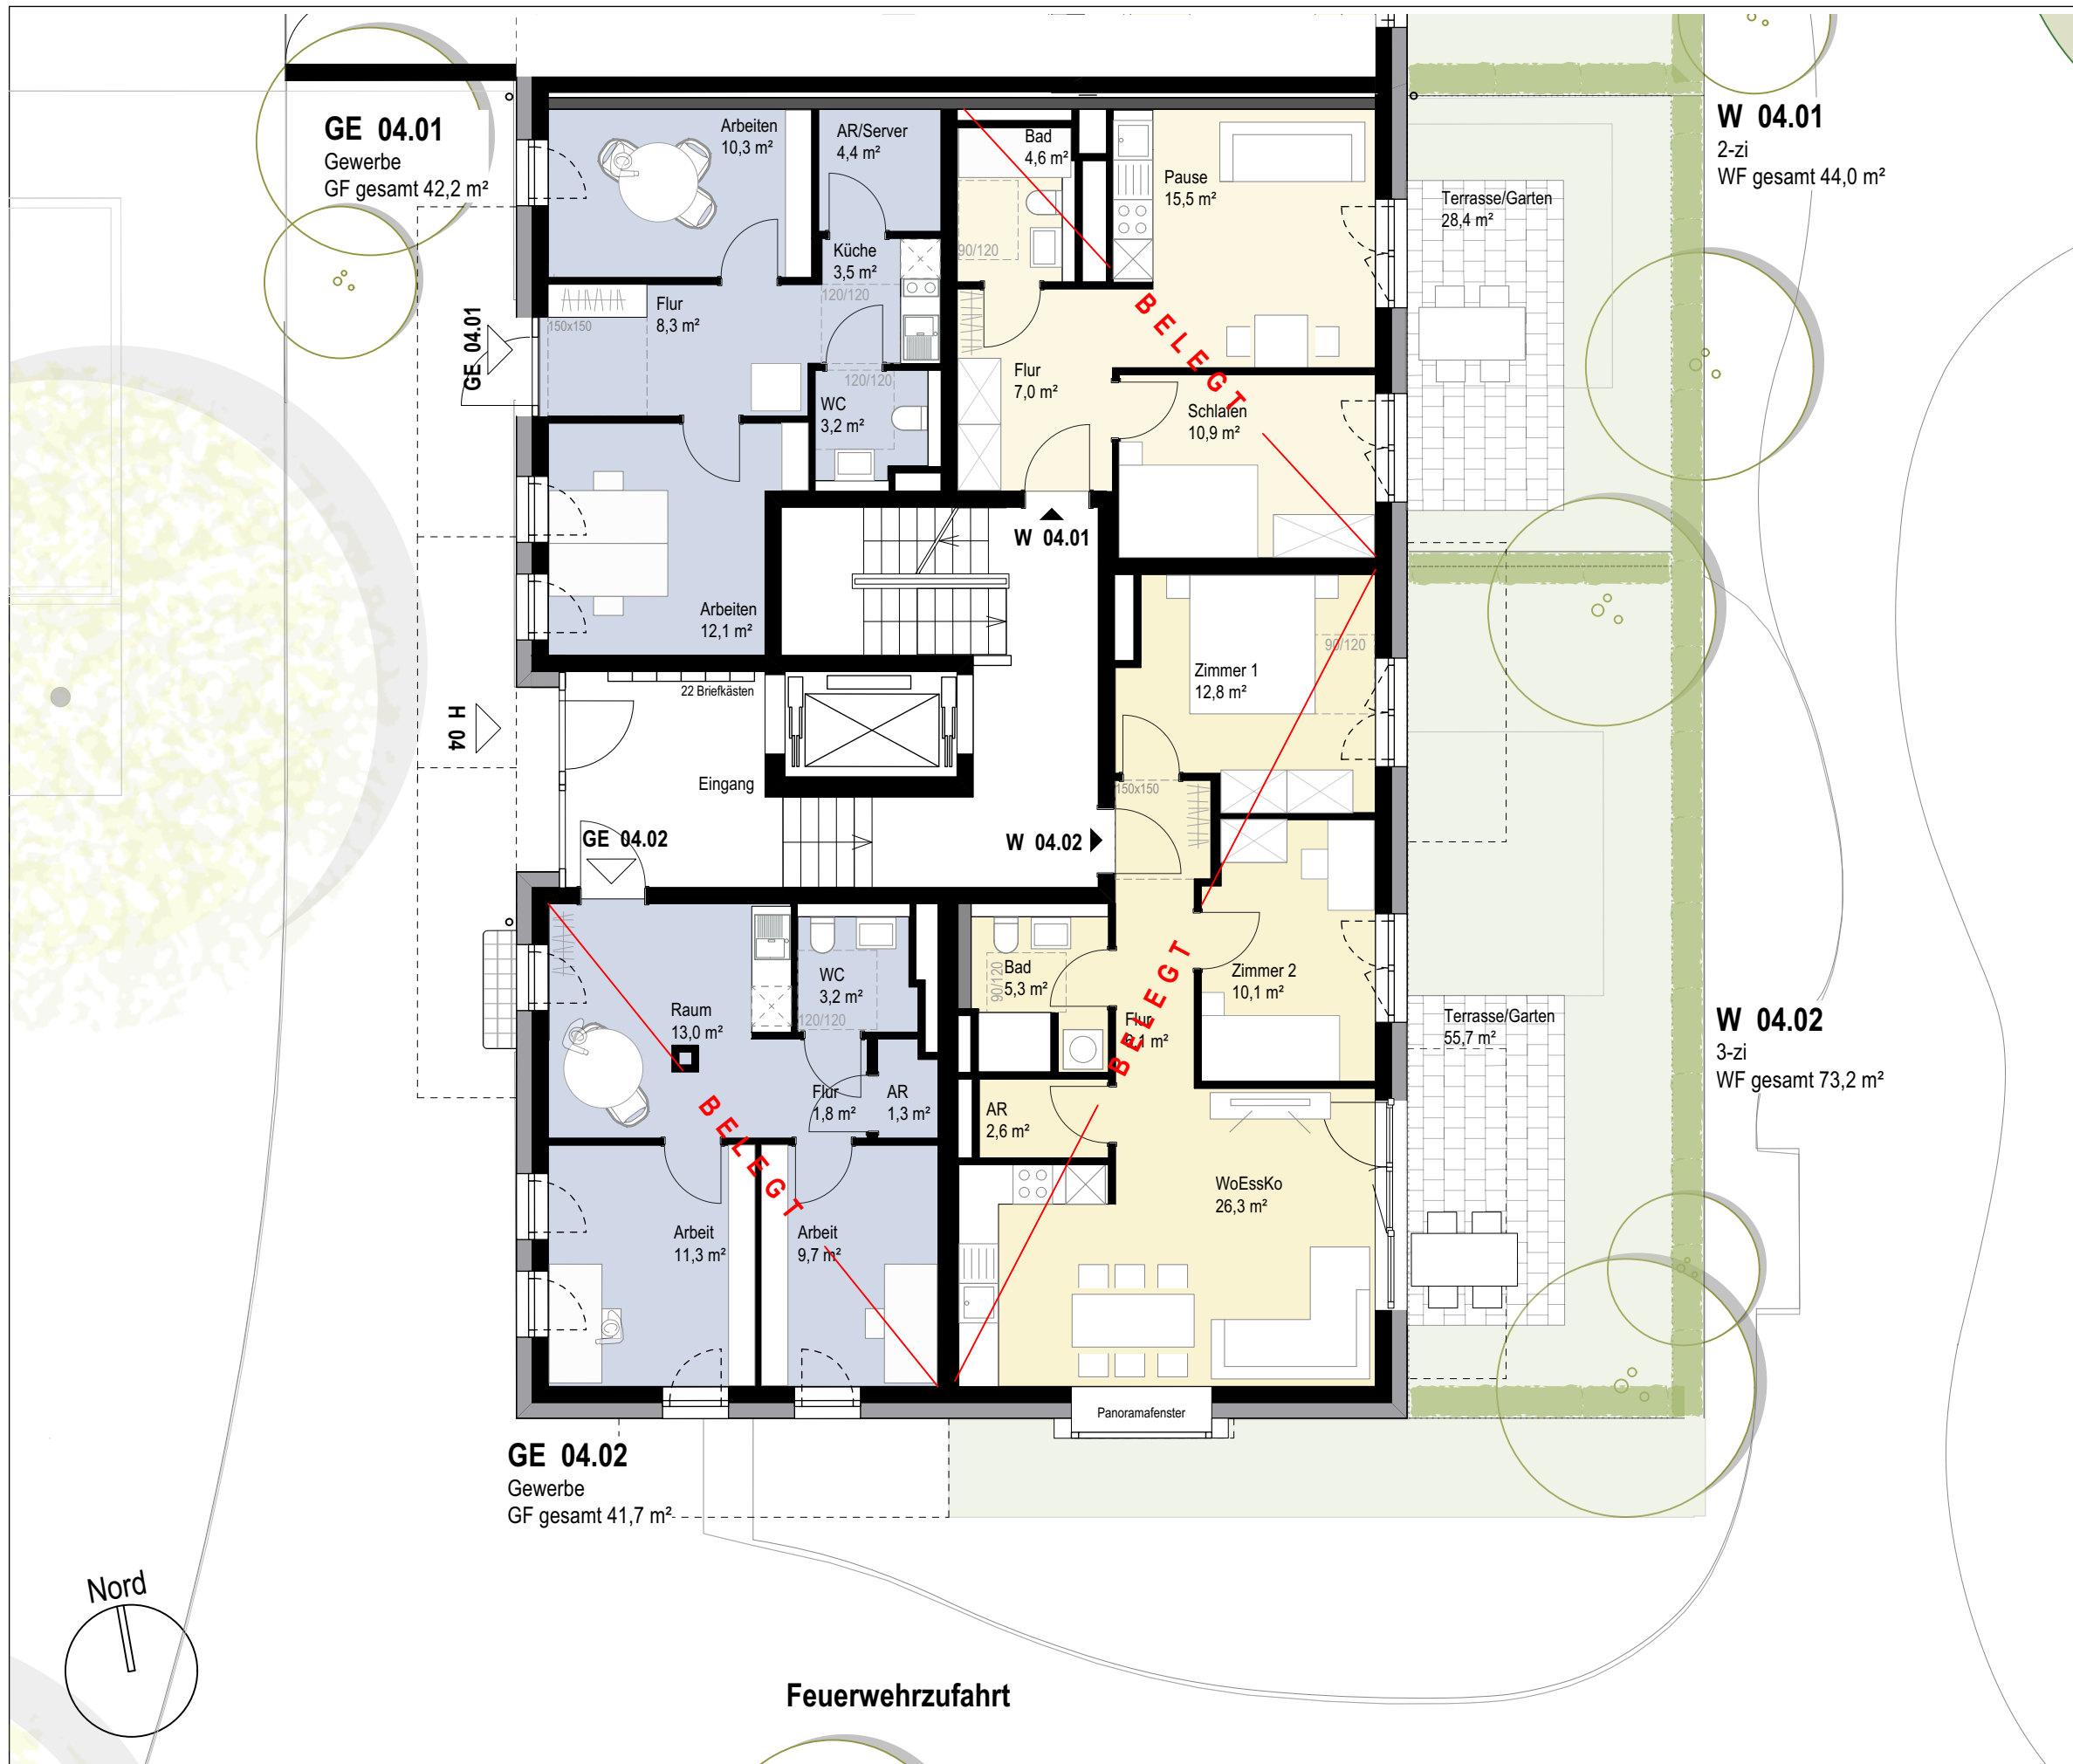 GE 04.01
Gewerbe
GF gesamt 42,2 m²
Arbeiten
10,3 m²
AR/Server
4,4 m²
Bad
4,6 m²
90/120
Pause
15,5 m²
W 04.01
2-zi
WF gesamt 44,0 m²
Terrasse/Garten
28,4 m²
Küche
3,5 m²
120/120
Flur
8,3 m²
150x150
GE 04.01
120/120
WC
3,2 m²
Flur
7,0 m²
BELEGT
Schlafen
10,9 m²
W 04.01
Arbeiten
12,1 m²
22 Briefkästen
H 04
Eingang
Zimmer 1
12,8 m²
90/120
150x150
GE 04.02
W 04.02
Raum
13,0 m²
WC
3,2 m²
120/120
Flur
1,8 m²
AR
1,3 m²
BELEGT
Arbeit
11,3 m²
Arbeit
9,7 m²
Bad
5,3 m²
90/120
Flur
6,1 m²
BELEGT
Zimmer 2
10,1 m²
AR
2,6 m²
WoEssKo
26,3 m²
Terrasse/Garten
55,7 m²
W 04.02
3-zi
WF gesamt 73,2 m²
Panoramafenster
GE 04.02
Gewerbe
GF gesamt 41,7 m²
Nord
Feuerwehrzufahrt